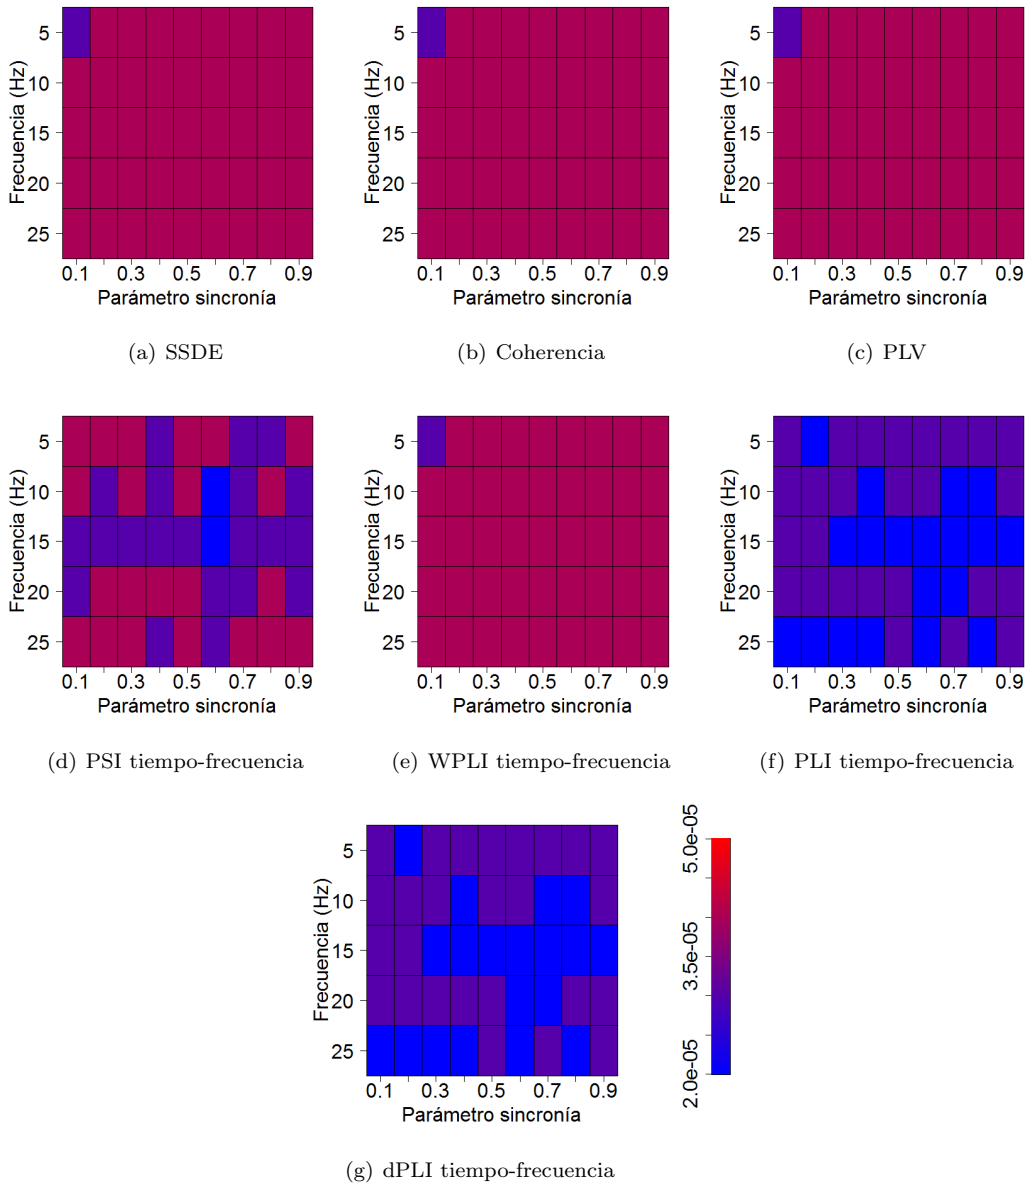 Frecuencia (Hz)
5
10
15
20
25
0.1 0.3 0.5 0.7 0.9
Parámetro sincronía
(a) SSDE
Frecuencia (Hz)
5
10
15
20
25
0.1 0.3 0.5 0.7 0.9
Parámetro sincronía
(b) Coherencia
Frecuencia (Hz)
5
10
15
20
25
0.1 0.3 0.5 0.7 0.9
Parámetro sincronía
(c) PLV
Frecuencia (Hz)
5
10
15
20
25
0.1 0.3 0.5 0.7 0.9
Parámetro sincronía
(d) PSI tiempo-frecuencia
Frecuencia (Hz)
5
10
15
20
25
0.1 0.3 0.5 0.7 0.9
Parámetro sincronía
(e) WPLI tiempo-frecuencia
Frecuencia (Hz)
5
10
15
20
25
0.1 0.3 0.5 0.7 0.9
Parámetro sincronía
(f) PLI tiempo-frecuencia
Frecuencia (Hz)
5
10
15
20
25
0.1 0.3 0.5 0.7 0.9
Parámetro sincronía
2.0e-05 3.5e-05 5.0e-05
(g) dPLI tiempo-frecuencia